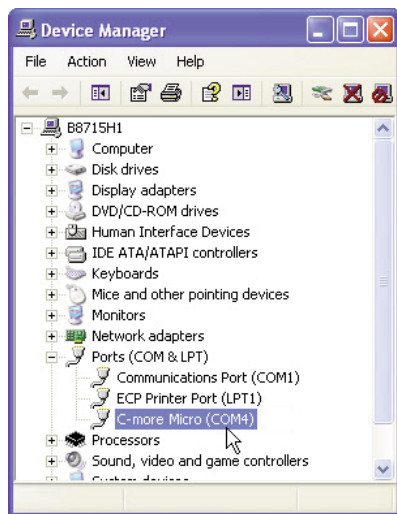 Device Manager
File Action View Help
B8715H1
Computer
Disk drives
Display adapters
DVD/CD-ROM drives
Human Interface Devices
IDE ATA/ATAPI controllers
Keyboards
Mice and other pointing devices
Monitors
Network adapters
Ports (COM & LPT)
Communications Port (COM1)
ECP Printer Port (LPT1)
C-more Micro (COM4)
Processors
Sound, video and game controllers